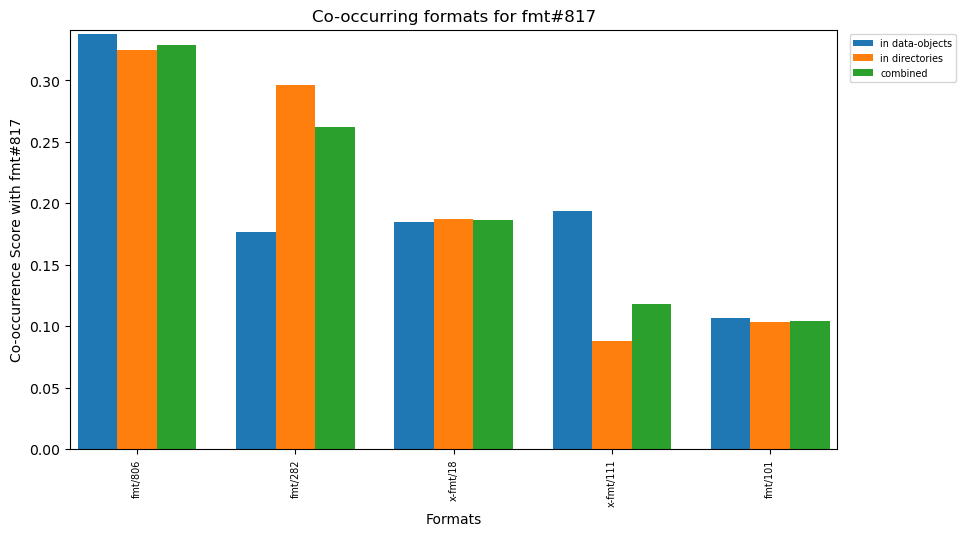 Co-occurring formats for fmt#817
in data-objects
in directories
combined
Co-occurrence Score with fmt#817
0.30
0.25
0.20
0.15
0.10
0.05
0.00
fmt/806
fmt/282
x-fmt/18
x-fmt/111
fmt/101
Formats